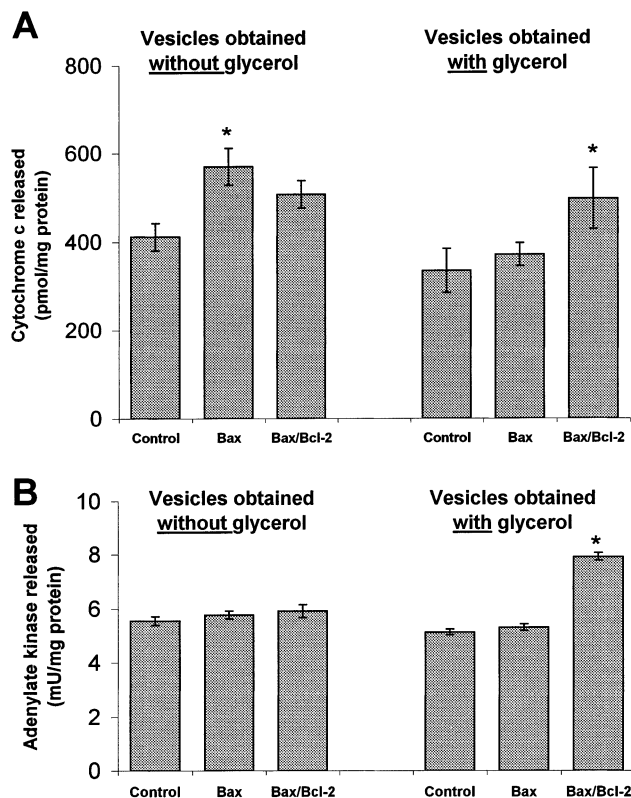 A
Vesicles obtained
without glycerol
Vesicles obtained
with glycerol
Cytochrome c released
(pmol/mg protein)
800
600
400
200
0
*
*
Control
Bax
Bax/Bcl-2
Control
Bax
Bax/Bcl-2
B
Vesicles obtained
without glycerol
Vesicles obtained
with glycerol
Adenylate kinase released
(mU/mg protein)
10
8
6
4
2
0
*
Control
Bax
Bax/Bcl-2
Control
Bax
Bax/Bcl-2